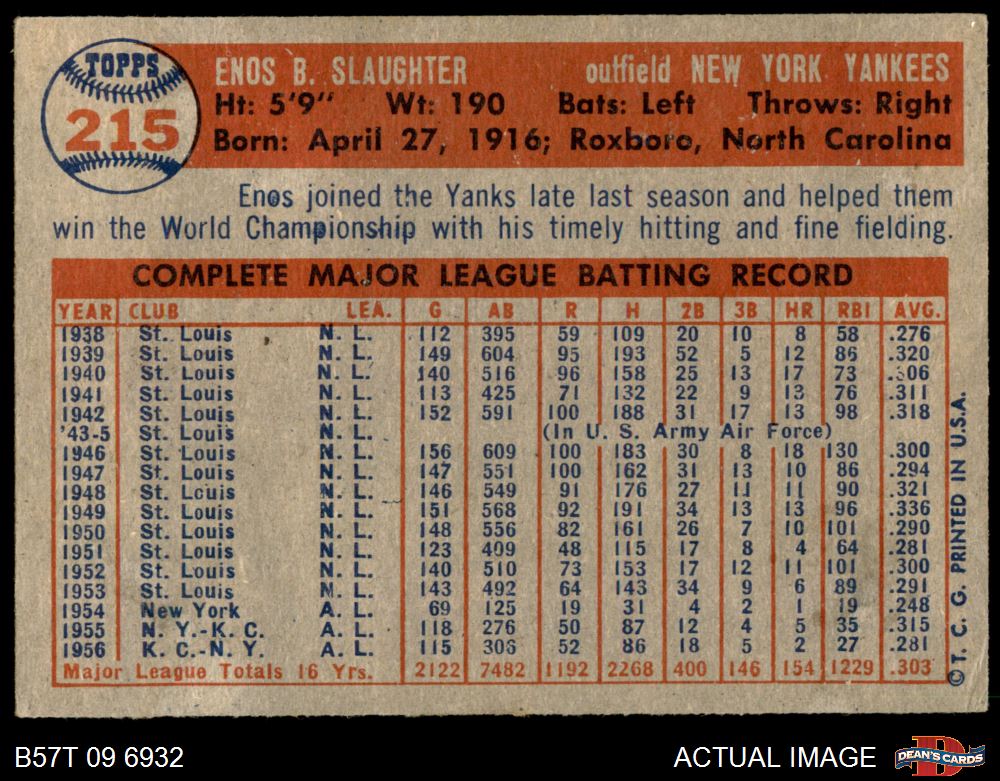 TOPPS
215
ENOS B. SLAUGHTER outfield NEW YORK YANKEES
Ht: 5'9" Wt: 190 Bats: Left Throws: Right
Born: April 27, 1916; Roxboro, North Carolina
Enos joined the Yanks late last season and helped them
win the World Championship with his timely hitting and fine fielding.
COMPLETE MAJOR LEAGUE BATTING RECORD
YEAR CLUB LEA. G AB R H 2B 3B HR RBI AVG.
1938 St. Louis N. L. 112 395 59 109 20 10 8 58 .276
1939 St. Louis N. L. 149 604 95 193 52 5 12 86 .320
1940 St. Louis N. L. 140 516 96 158 25 13 17 73 .306
1941 St. Louis N. L. 113 425 71 132 22 9 13 76 .311
1942 St. Louis N. L. 152 591 100 188 31 17 13 98 .318
'43-5 St. Louis N. L. (In U. S. Army Air Force)
1946 St. Louis N. L. 156 609 100 183 30 8 18 130 .300
1947 St. Louis N. L. 147 551 100 162 31 13 10 86 .294
1948 St. Louis N. L. 146 549 91 176 27 11 11 90 .321
1949 St. Louis N. L. 151 568 92 191 34 13 13 96 .336
1950 St. Louis N. L. 148 556 82 161 26 7 10 101 .290
1951 St. Louis N. L. 123 409 48 115 17 8 4 64 .281
1952 St. Louis N. L. 140 510 73 153 17 12 11 101 .300
1953 St. Louis N. L. 143 492 64 143 34 9 6 89 .291
1954 New York A. L. 69 125 19 31 4 2 1 19 .248
1955 N. Y.-K. C. A. L. 118 276 50 87 12 4 5 35 .315
1956 K. C.-N. Y. A. L. 115 306 52 86 18 5 2 27 .281
Major League Totals 16 Yrs. 2122 7482 1192 2268 400 146 154 1229 .303
© T. C. G. PRINTED IN U.S.A.
B57T 09 6932 ACTUAL IMAGE
DEAN'S CARDS